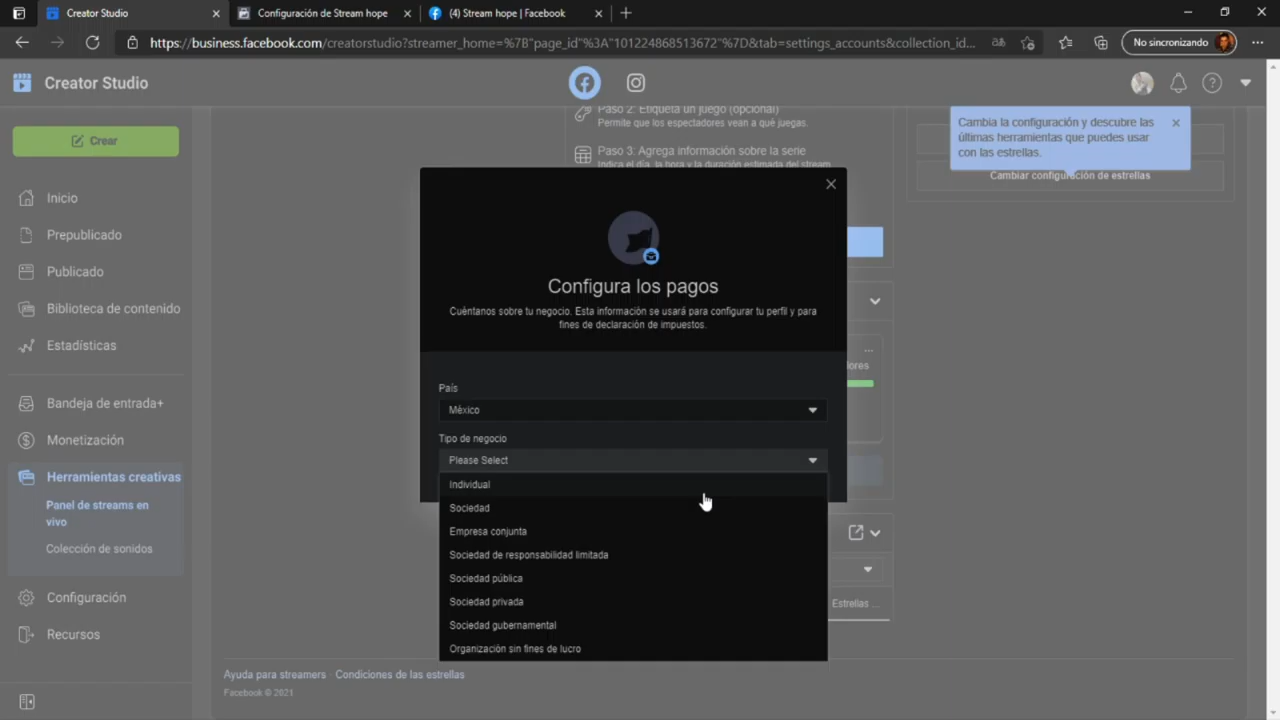 Creator Studio
Configuración de Stream hope
(4) Stream hope | Facebook
https://business.facebook.com/creatorstudio?streamer_home=%7B"page_id"%3A"101224868513672"%7D&tab=settings_accounts&collection_id...
No sincronizando
Creator Studio
Crear
Inicio
Prepublicado
Publicado
Biblioteca de contenido
Estadísticas
Bandeja de entrada+
Monetización
Herramientas creativas
Panel de streams en
vivo
Colección de sonidos
Configuración
Recursos
Paso 2: Etiqueta un juego (opcional)
Permite que los espectadores vean a qué juegas.
Paso 3: Agrega información sobre la serie
Indica el día, la hora y la duración estimada del stream
Cambia la configuración y descubre las
últimas herramientas que puedes usar
con las estrellas.
Cambiar configuración de estrellas
Configura los pagos
Cuéntanos sobre tu negocio. Esta información se usará para configurar tu perfil y para
fines de declaración de impuestos.
País
México
Tipo de negocio
Please Select
Individual
Sociedad
Empresa conjunta
Sociedad de responsabilidad limitada
Sociedad pública
Sociedad privada
Sociedad gubernamental
Organización sin fines de lucro
lores
Estrellas ...
Ayuda para streamers
Condiciones de las estrellas
Facebook © 2021